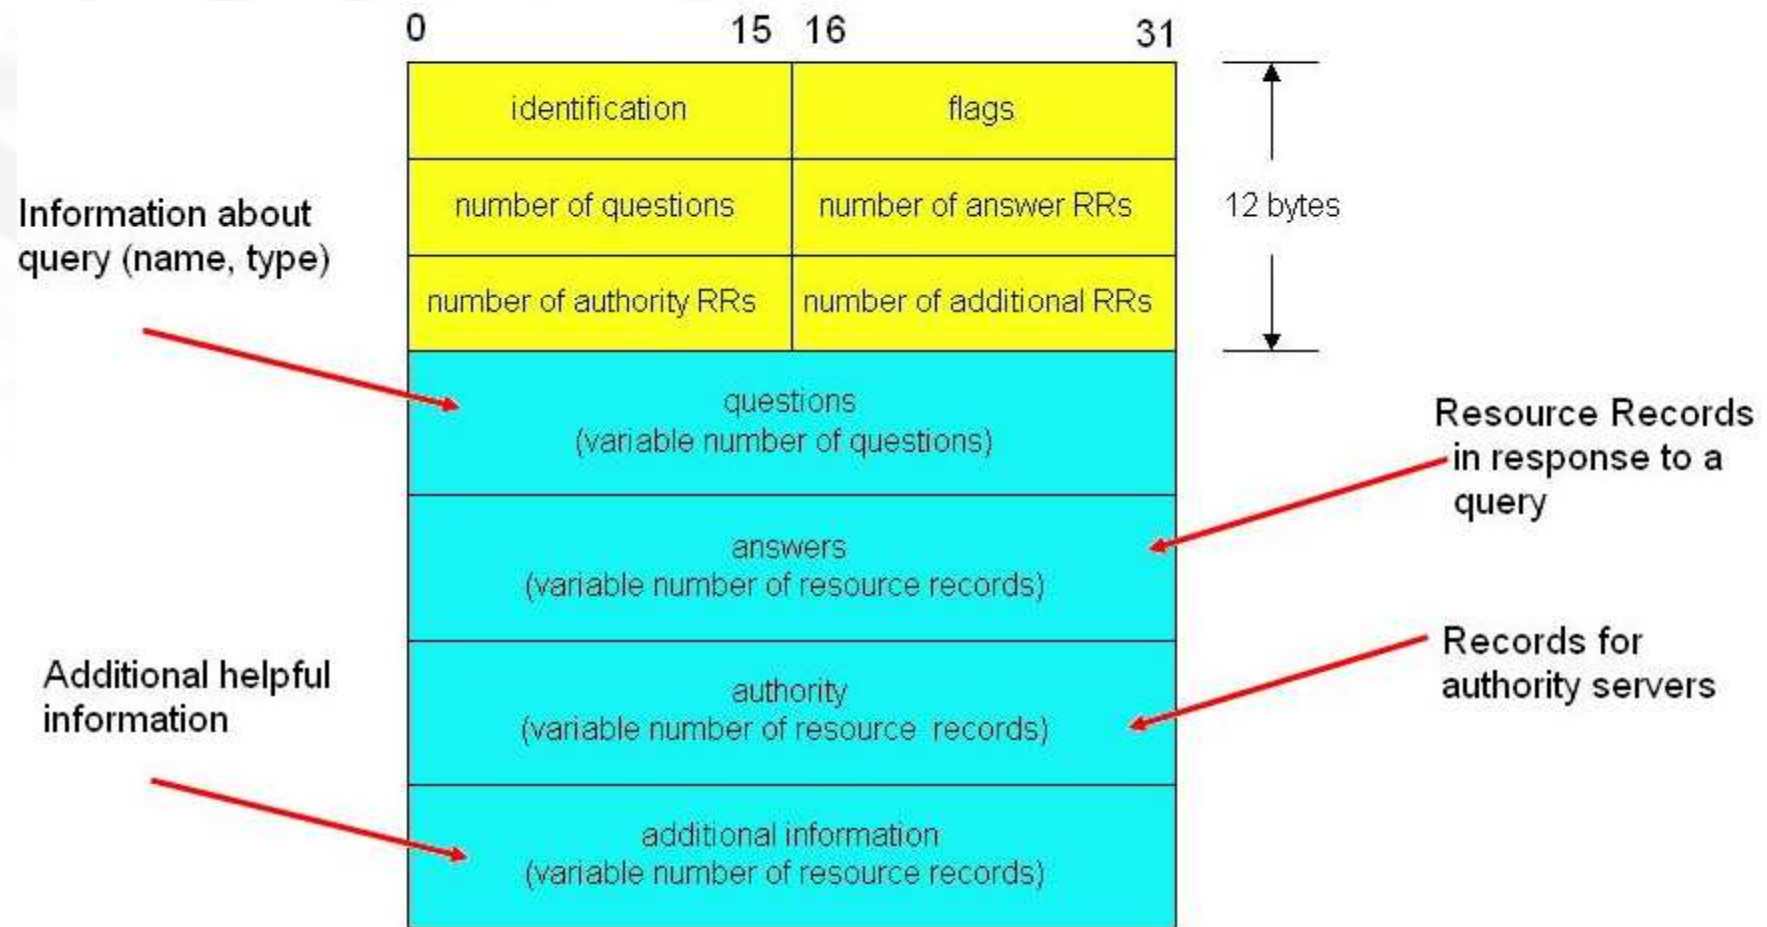 0 15 16 31
identification flags
Information about
query (name, type)
number of questions number of answer RRs
12 bytes
number of authority RRs number of additional RRs
questions
(variable number of questions)
Resource Records
in response to a
query
answers
(variable number of resource records)
Records for
authority servers
Additional helpful
information
authority
(variable number of resource records)
additional information
(variable number of resource records)